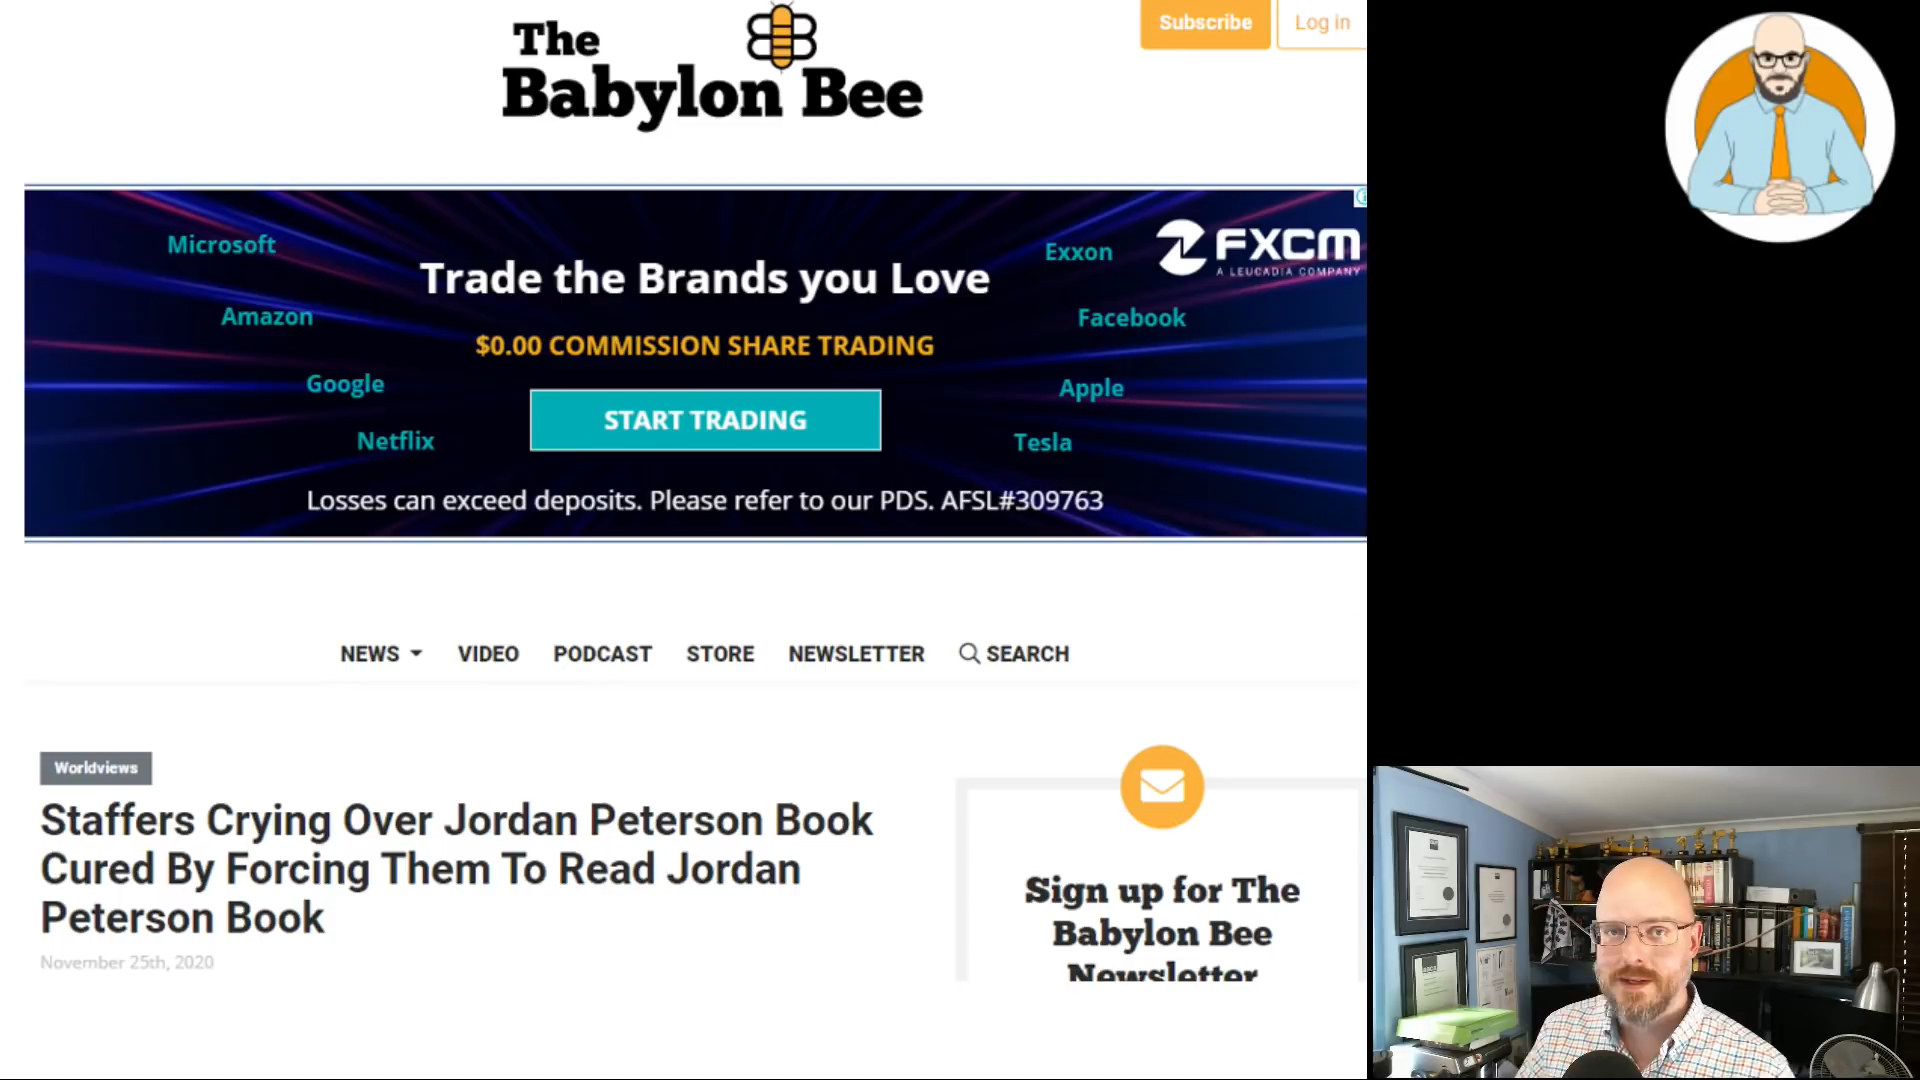 The
Babylon Bee
Subscribe
Log in
Microsoft
Amazon
Google
Netflix
Trade the Brands you Love
$0.00 COMMISSION SHARE TRADING
START TRADING
Exxon
Facebook
Apple
Tesla
FXCM
A LEUCADIA COMPANY
Losses can exceed deposits. Please refer to our PDS. AFSL#309763
NEWS
VIDEO
PODCAST
STORE
NEWSLETTER
SEARCH
Worldviews
Staffers Crying Over Jordan Peterson Book
Cured By Forcing Them To Read Jordan
Peterson Book
November 25th, 2020
Sign up for The
Babylon Bee
Newsletter